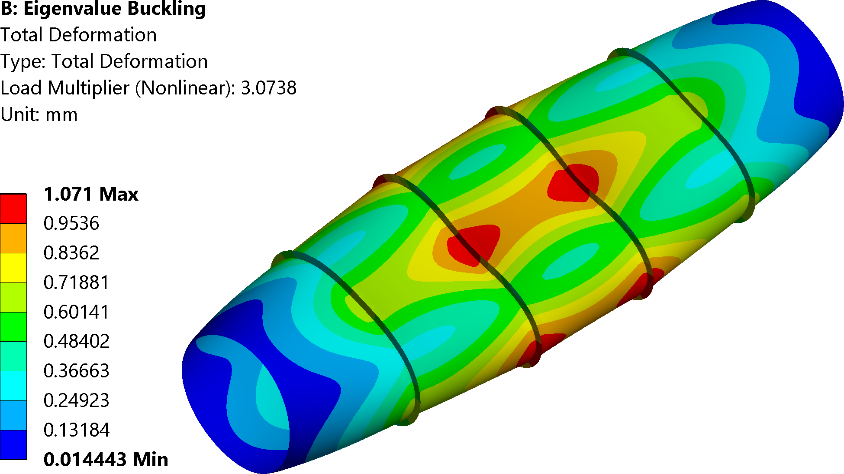 B: Eigenvalue Buckling
Total Deformation
Type: Total Deformation
Load Multiplier (Nonlinear): 3.0738
Unit: mm
1.071 Max
0.9536
0.8362
0.71881
0.60141
0.48402
0.36663
0.24923
0.13184
0.014443 Min